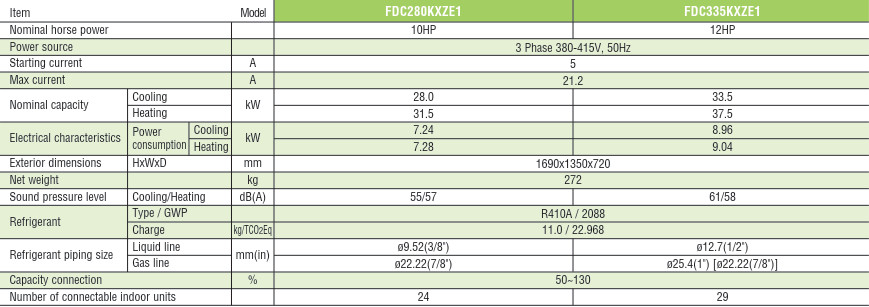 Item Model FDC280KXZE1 FDC335KXZE1
Nominal horse power 10HP 12HP
Power source 3 Phase 380-415V, 50Hz
Starting current A 5
Max current A 21.2
Nominal capacity Cooling kW 28.0 33.5
Heating 31.5 37.5
Electrical characteristics Power consumption Cooling kW 7.24 8.96
Heating 7.28 9.04
Exterior dimensions HxWxD mm 1690x1350x720
Net weight kg 272
Sound pressure level Cooling/Heating dB(A) 55/57 61/58
Refrigerant Type / GWP R410A / 2088
Charge kg/TCO2Eq 11.0 / 22.968
Refrigerant piping size Liquid line mm(in) ø9.52(3/8") ø12.7(1/2")
Gas line ø22.22(7/8") ø25.4(1") [ø22.22(7/8")]
Capacity connection % 50~130
Number of connectable indoor units 24 29